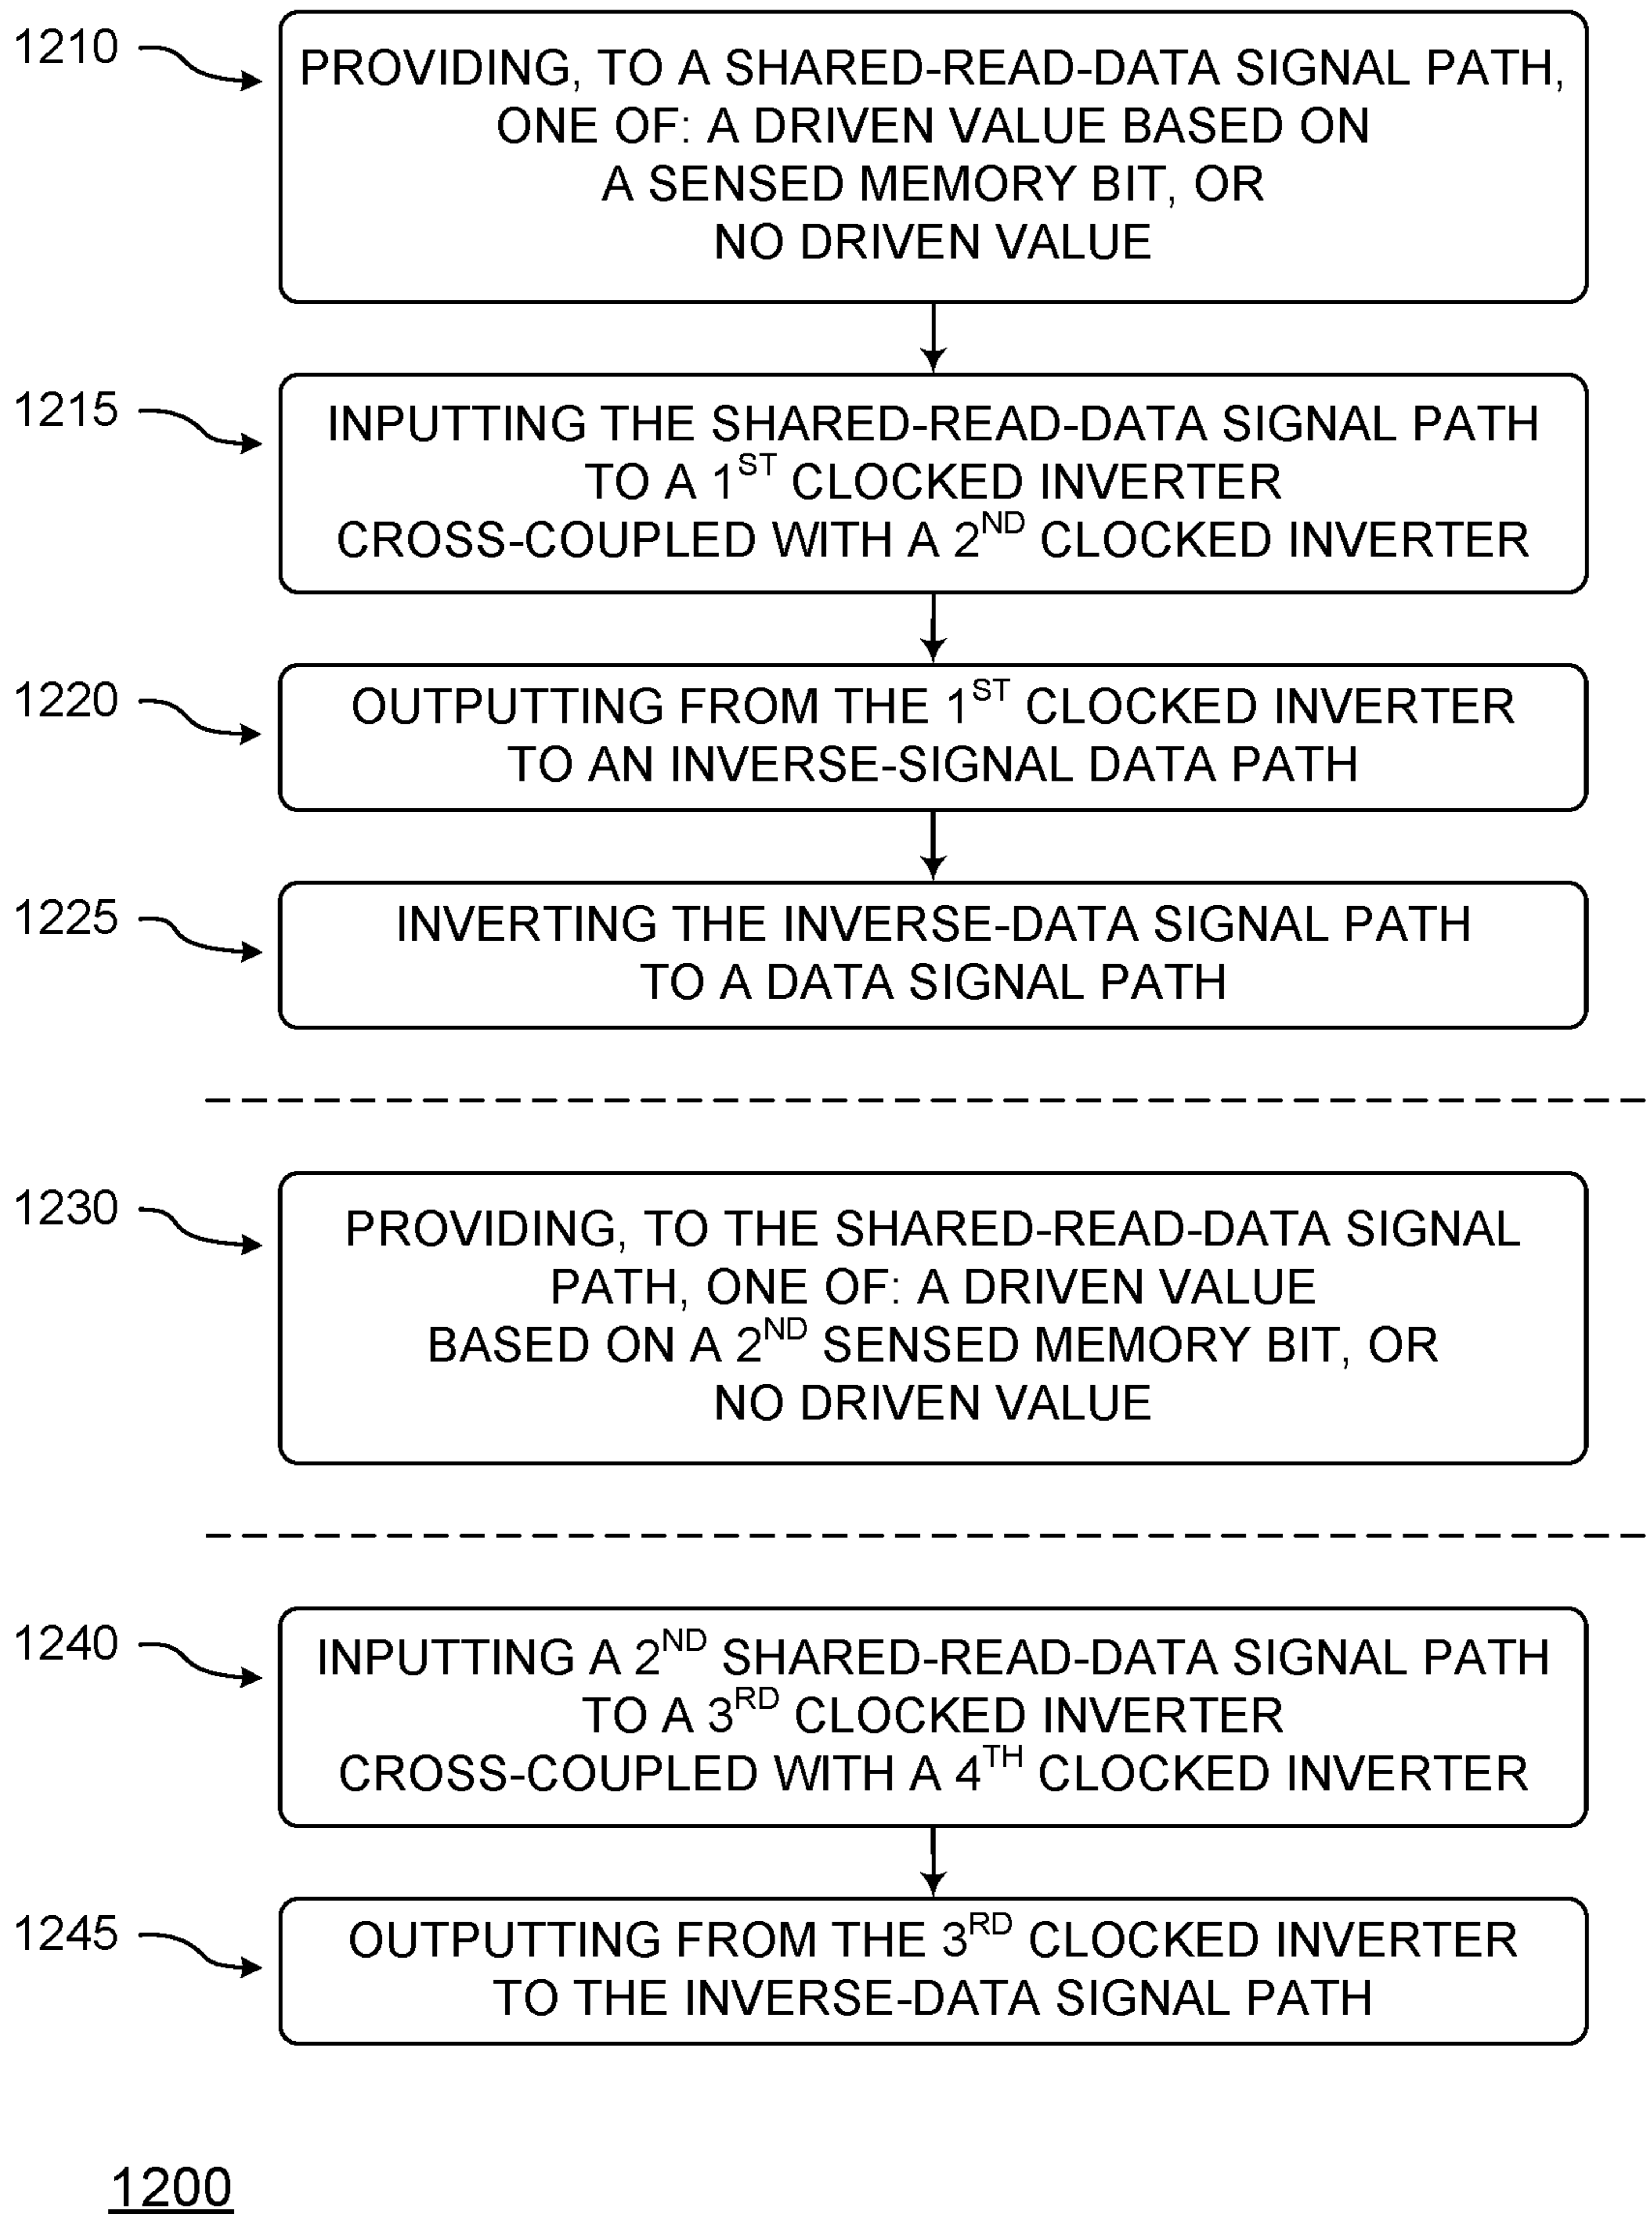 1210
PROVIDING, TO A SHARED-READ-DATA SIGNAL PATH,
ONE OF: A DRIVEN VALUE BASED ON
A SENSED MEMORY BIT, OR
NO DRIVEN VALUE
1215
INPUTTING THE SHARED-READ-DATA SIGNAL PATH
TO A 1ST CLOCKED INVERTER
CROSS-COUPLED WITH A 2ND CLOCKED INVERTER
1220
OUTPUTTING FROM THE 1ST CLOCKED INVERTER
TO AN INVERSE-SIGNAL DATA PATH
1225
INVERTING THE INVERSE-DATA SIGNAL PATH
TO A DATA SIGNAL PATH
1230
PROVIDING, TO THE SHARED-READ-DATA SIGNAL
PATH, ONE OF: A DRIVEN VALUE
BASED ON A 2ND SENSED MEMORY BIT, OR
NO DRIVEN VALUE
1240
INPUTTING A 2ND SHARED-READ-DATA SIGNAL PATH
TO A 3RD CLOCKED INVERTER
CROSS-COUPLED WITH A 4TH CLOCKED INVERTER
1245
OUTPUTTING FROM THE 3RD CLOCKED INVERTER
TO THE INVERSE-DATA SIGNAL PATH
1200